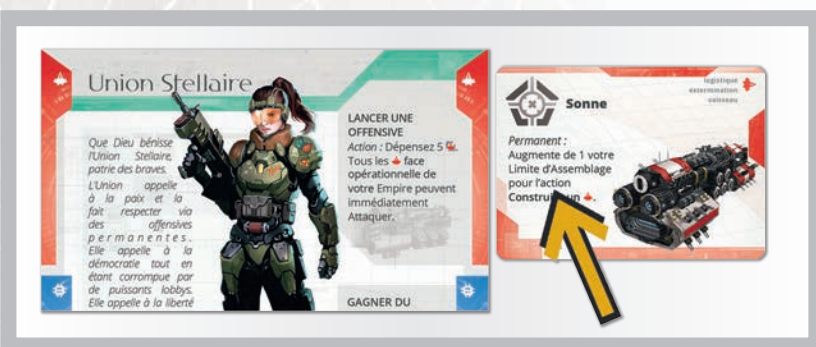 Union Stellaire
Que Dieu bénisse
l'Union Stellaire,
patrie des braves.
L'Union appelle
à la paix et la
fait respecter via
des offensives
permanentes.
Elle appelle à la
démocratie tout en
étant corrompue par
de puissants lobbys.
Elle appelle à la liberté
LANCER UNE
OFFENSIVE
Action : Dépensez 5
Tous les face
opérationnelle de
votre Empire peuvent
immédiatement
Attaquer.
GAGNER DU
logistique
détermination
vaisseau
Sonne
Permanent :
Augmente de 1 votre
Limite d'Assemblage
pour l'action
un